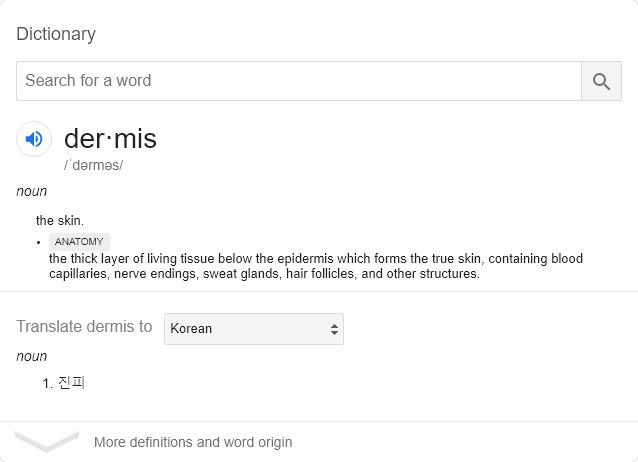 Dictionary
Search for a word
der·mis
/ˈdərməs/
noun
the skin.
• ANATOMY
the thick layer of living tissue below the epidermis which forms the true skin, containing blood
capillaries, nerve endings, sweat glands, hair follicles, and other structures.
Translate dermis to Korean
noun
1. 진피
More definitions and word origin